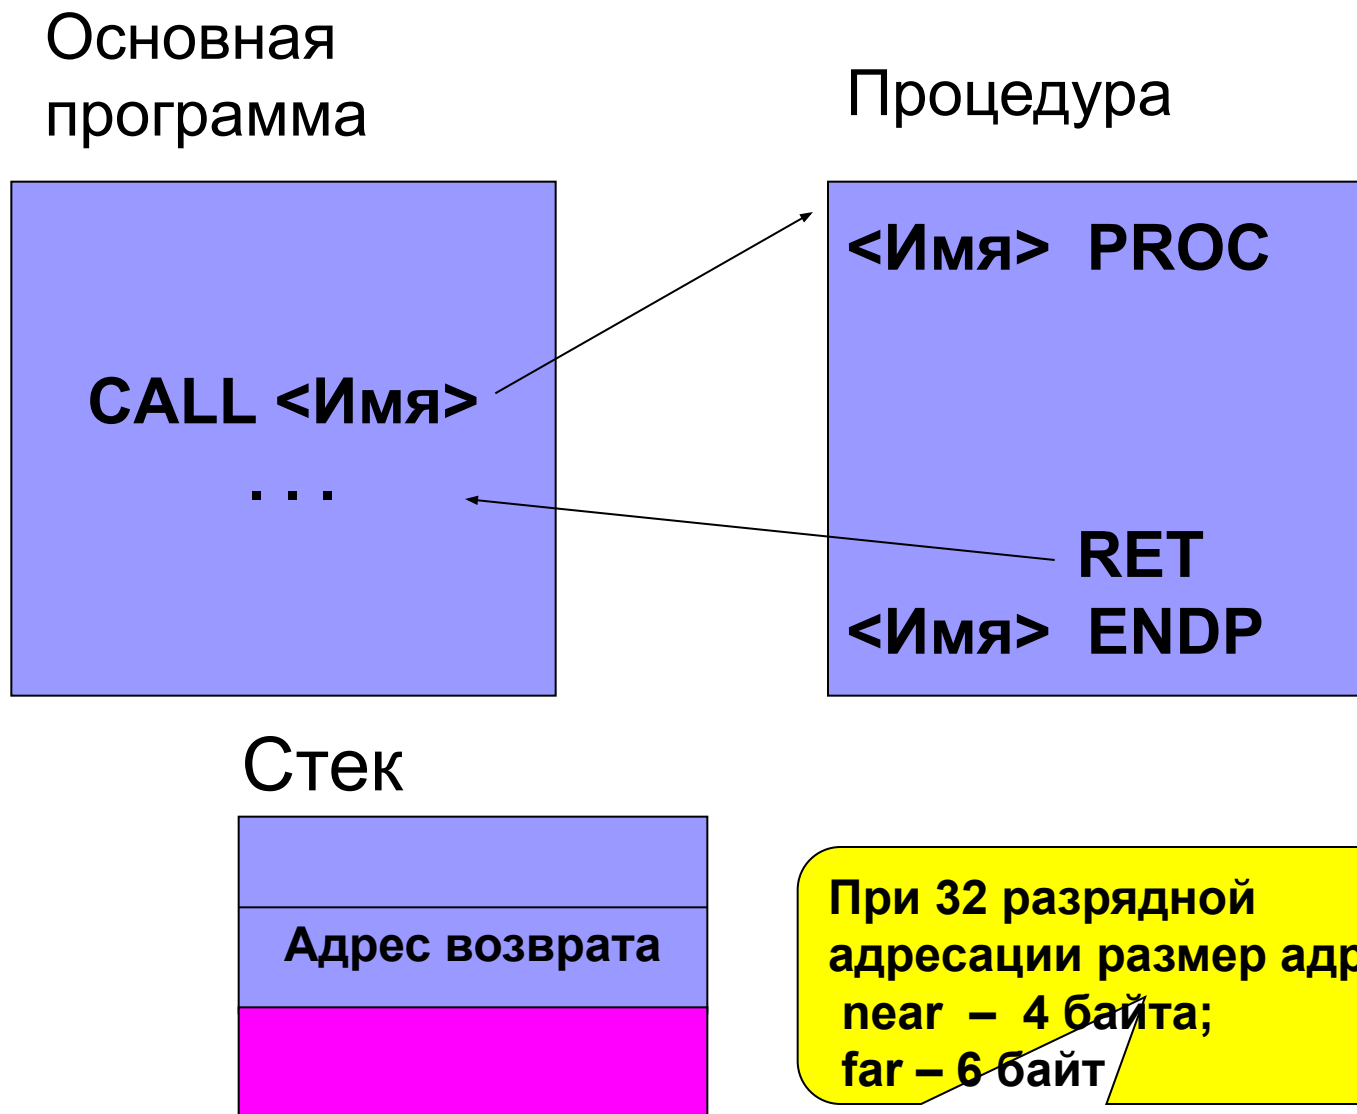 Основная
программа
Процедура
CALL <Имя>
. . .
<Имя> PROC
RET
<Имя> ENDP
Стек
Адрес возврата
При 32 разрядной
адресации размер адр
near – 4 байта;
far – 6 байт